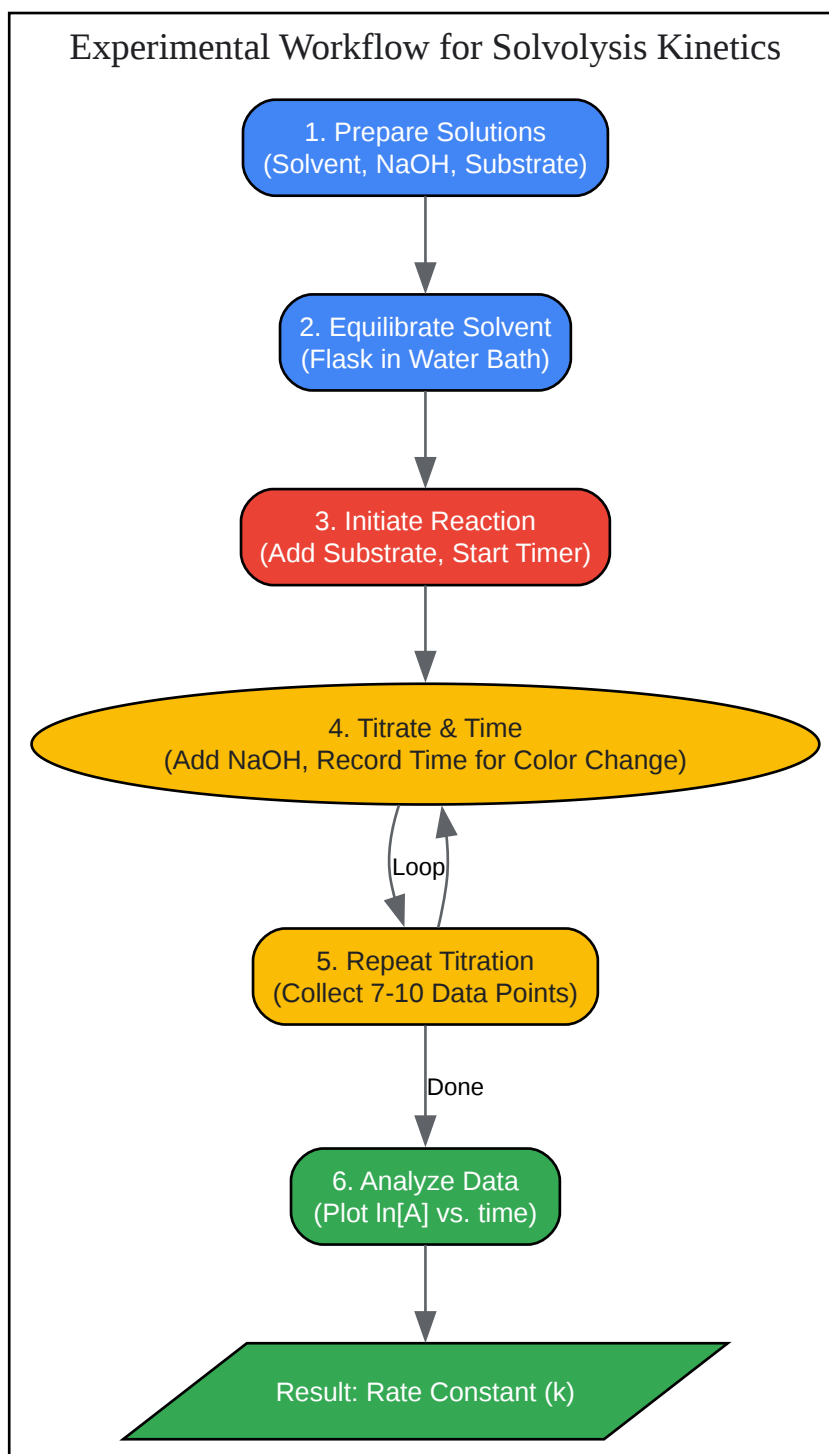 Experimental Workflow for Solvolysis Kinetics
1. Prepare Solutions
(Solvent, NaOH, Substrate)
2. Equilibrate Solvent
(Flask in Water Bath)
3. Initiate Reaction
(Add Substrate, Start Timer)
4. Titrate & Time
(Add NaOH, Record Time for Color Change)
Loop
5. Repeat Titration
(Collect 7-10 Data Points)
Done
6. Analyze Data
(Plot ln[A] vs. time)
Result: Rate Constant (k)